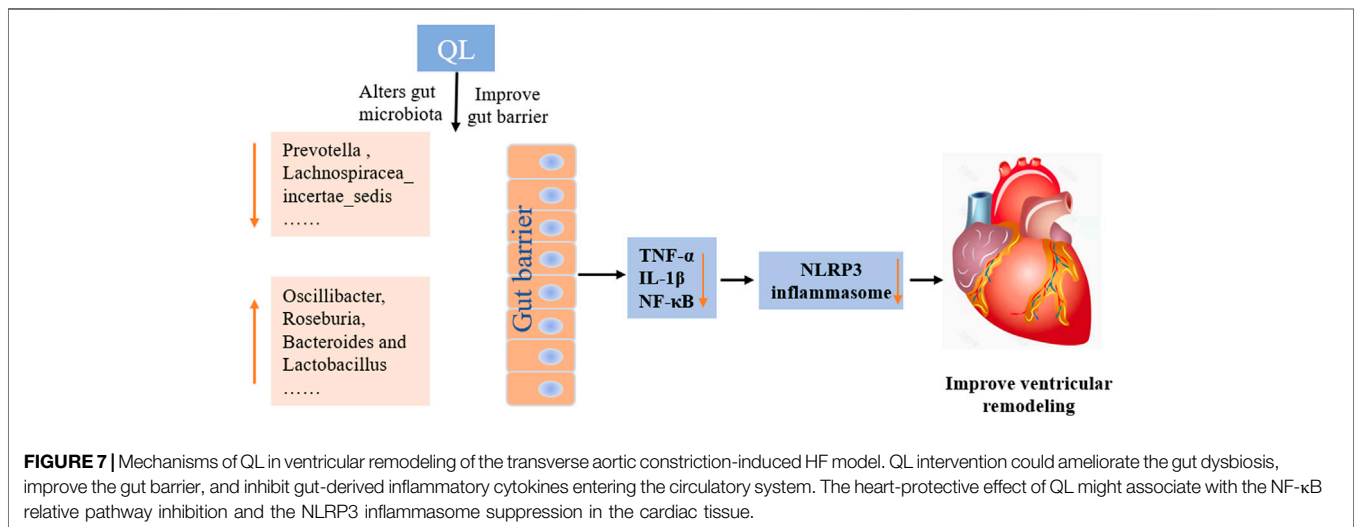 QL
Alters gut
microbiota
Improve
gut barrier
Prevotella ,
Lachnospiracea_
incertae_sedis
……
Oscillibacter,
Roseburia,
Bacteroides and
Lactobacillus
……
Gut barrier
TNF-α
IL-1β
NF-κB
NLRP3
inflammasome
Improve ventricular
remodeling
FIGURE 7 | Mechanisms of QL in ventricular remodeling of the transverse aortic constriction-induced HF model. QL intervention could ameliorate the gut dysbiosis,
improve the gut barrier, and inhibit gut-derived inflammatory cytokines entering the circulatory system. The heart-protective effect of QL might associate with the NF-κB
relative pathway inhibition and the NLRP3 inflammasome suppression in the cardiac tissue.